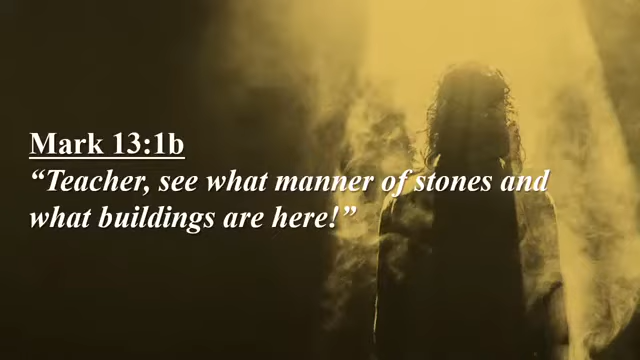 Mark 13:1b
“Teacher, see what manner of stones and
what buildings are here!”